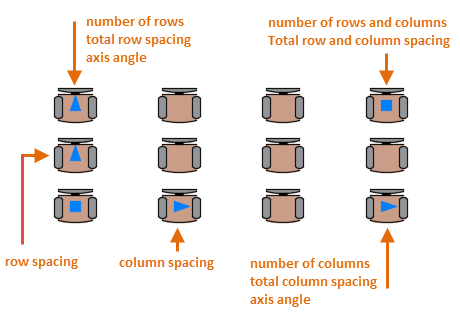 number of rows
total row spacing
axis angle
number of rows and columns
Total row and column spacing
row spacing
column spacing
number of columns
total column spacing
axis angle